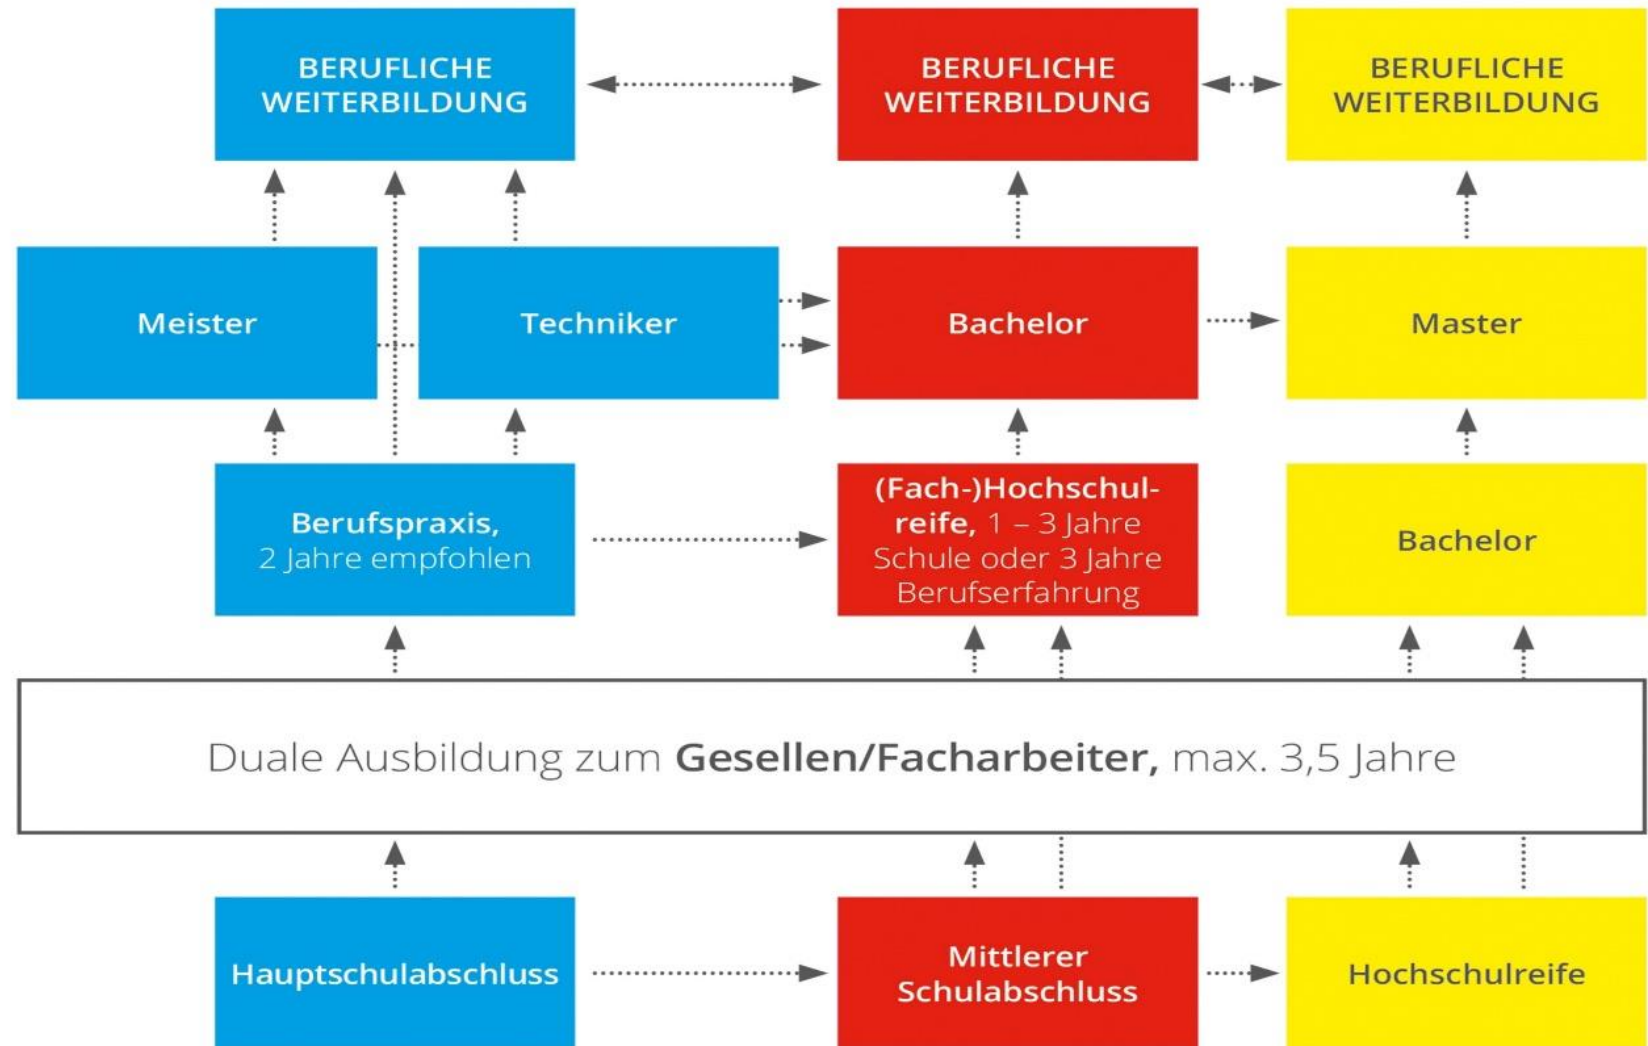 BERUFLICHE
WEITERBILDUNG
BERUFLICHE
WEITERBILDUNG
BERUFLICHE
WEITERBILDUNG
Meister
Techniker
Bachelor
Master
Berufspraxis,
2 Jahre empfohlen
(Fach-)Hochschul-
reife, 1 – 3 Jahre
Schule oder 3 Jahre
Berufserfahrung
Bachelor
Duale Ausbildung zum Gesellen/Facharbeiter, max. 3,5 Jahre
Hauptschulabschluss
Mittlerer
Schulabschluss
Hochschulreife